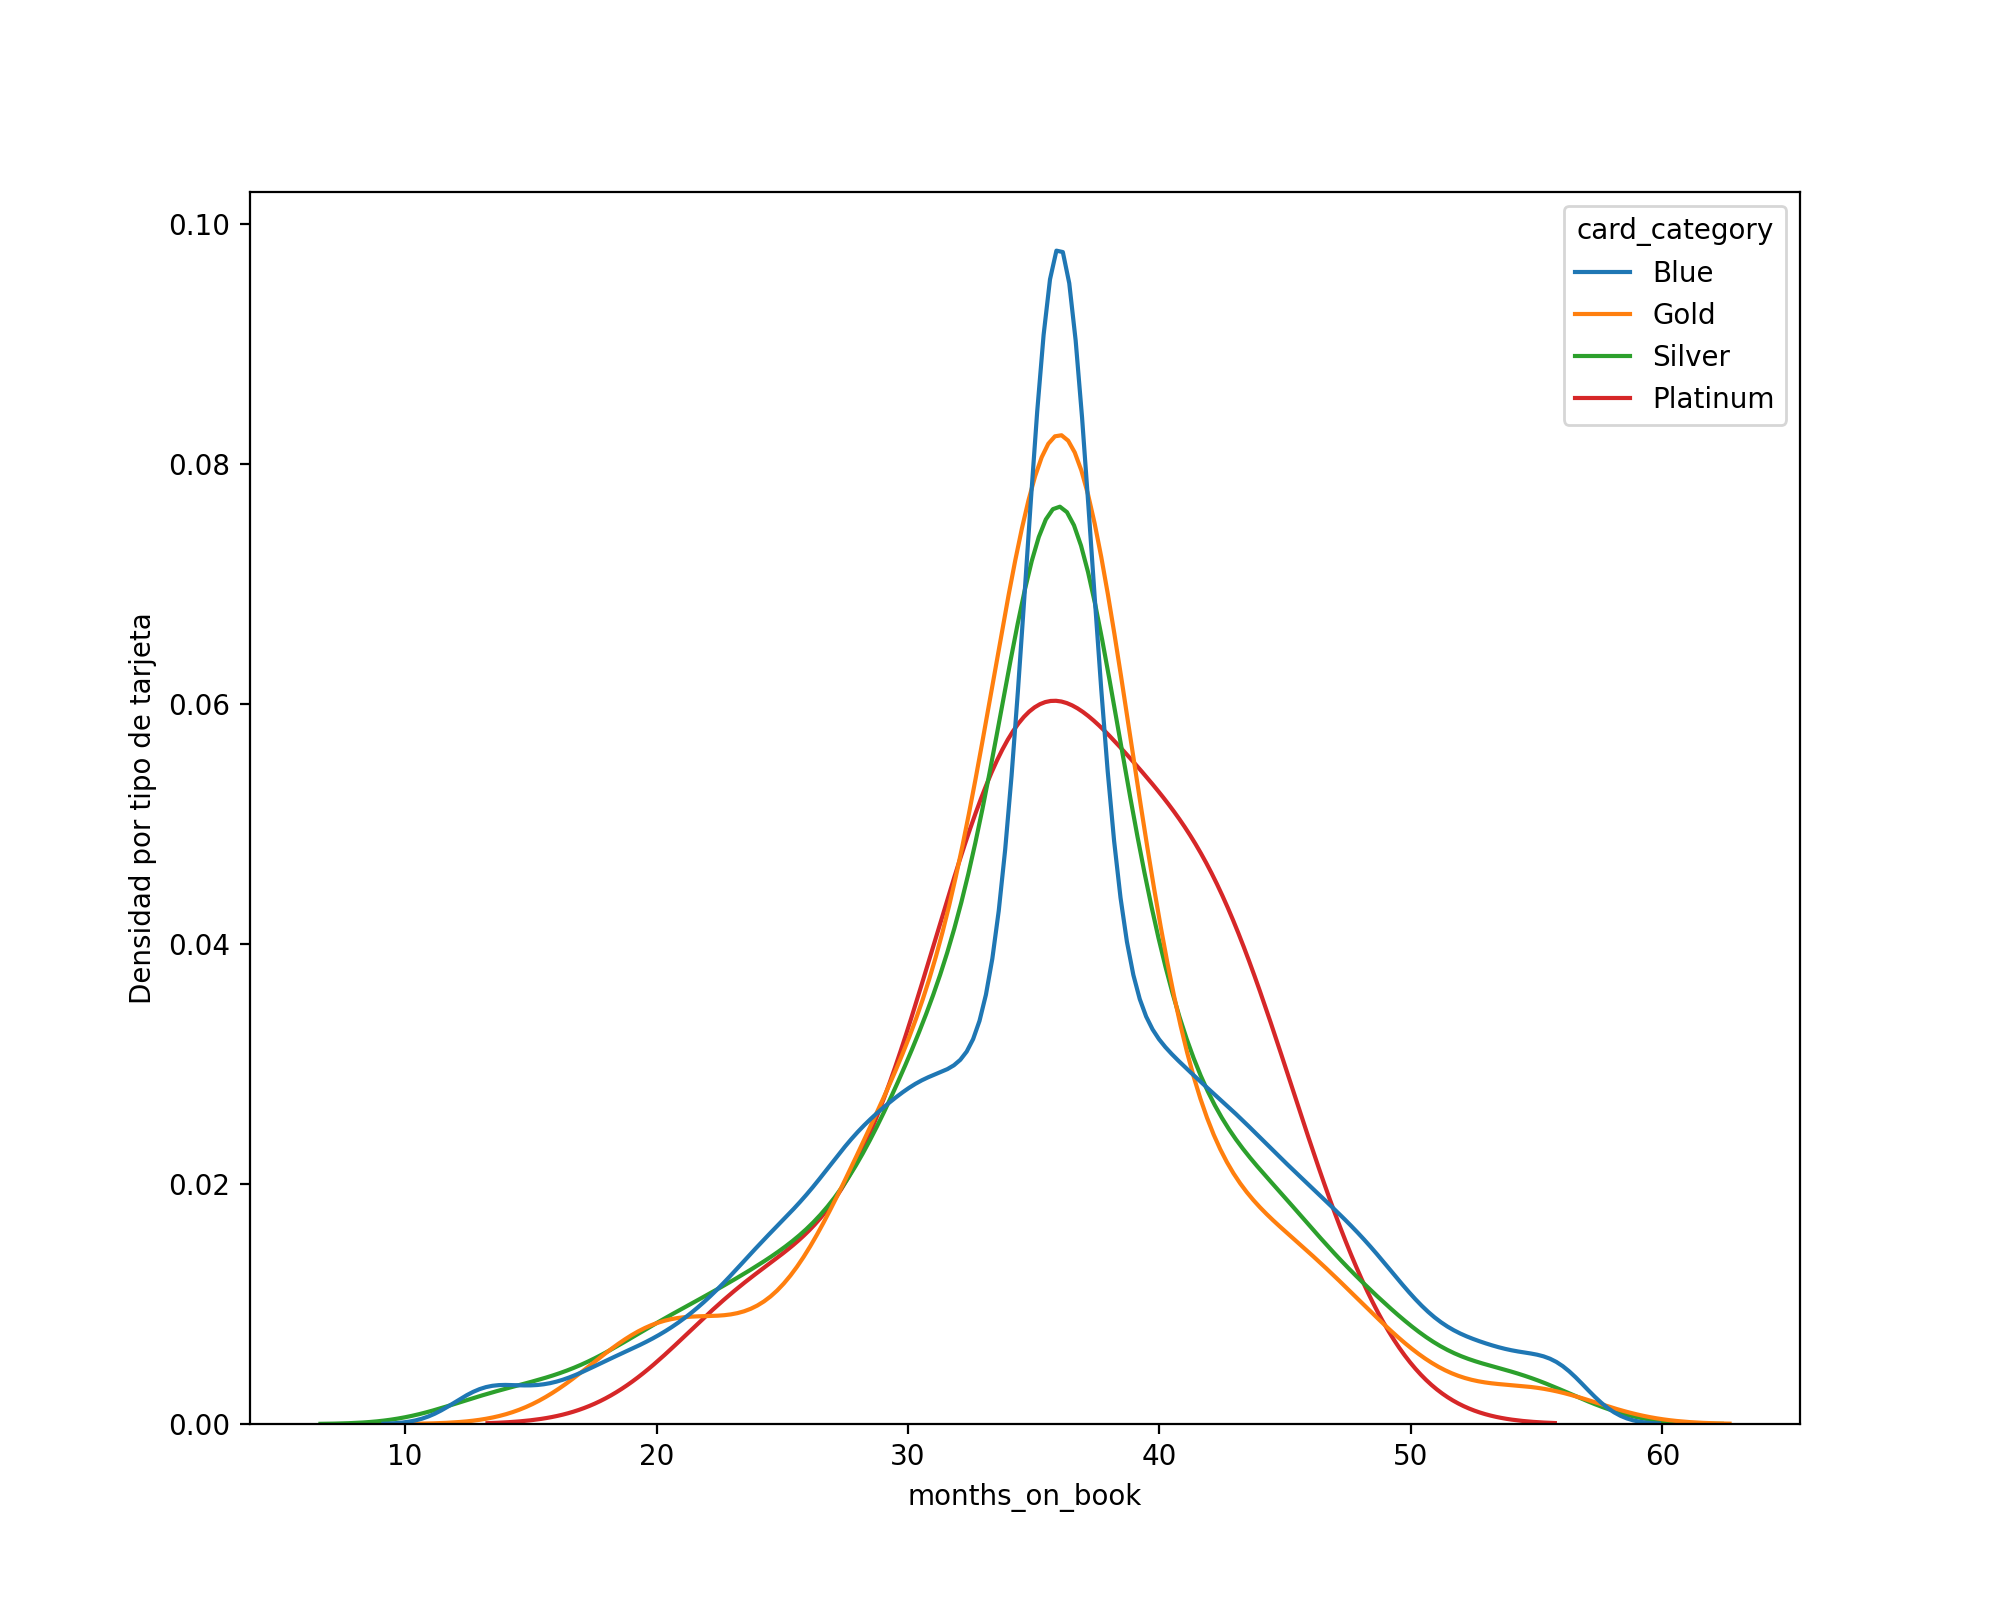 card_category
Blue
Gold
Silver
Platinum
Densidad por tipo de tarjeta
0.10
0.08
0.06
0.04
0.02
0.00
10 20 30 40 50 60
months_on_book